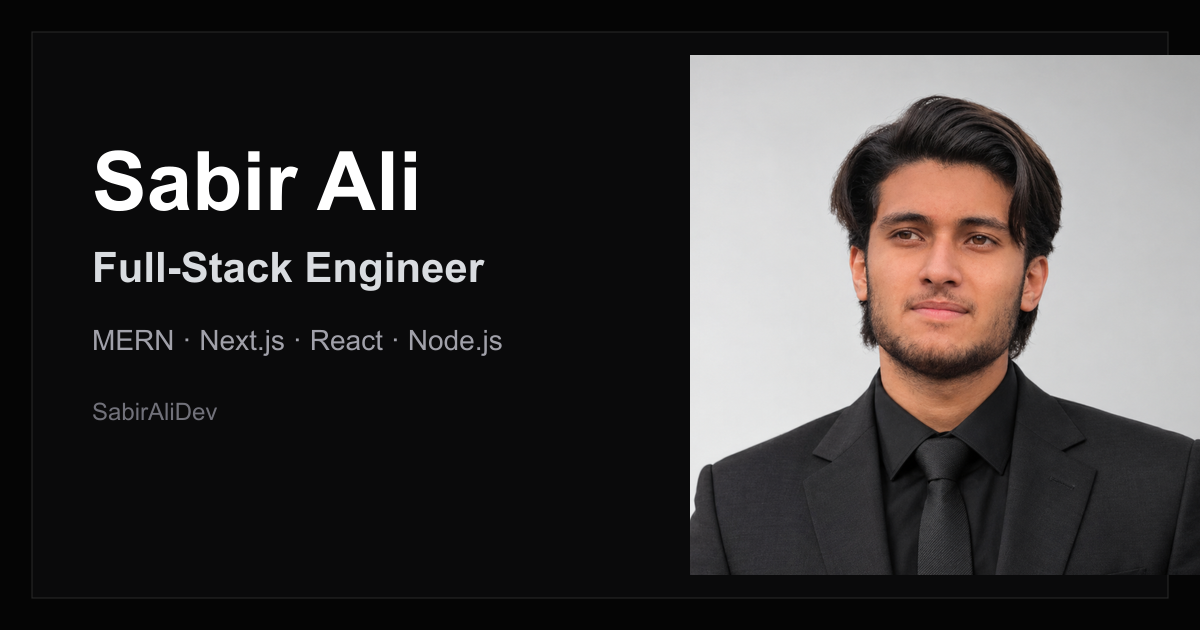 Sabir Ali
Full-Stack Engineer
MERN · Next.js · React · Node.js
SabirAliDev